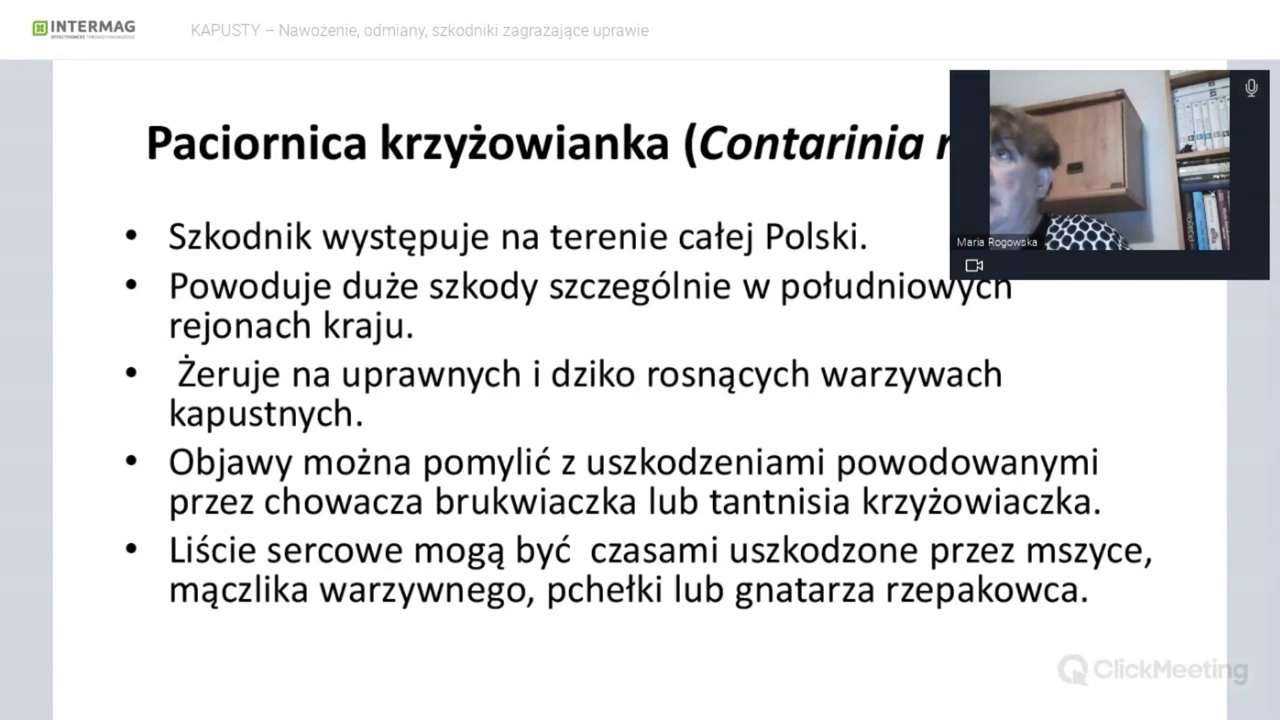 INTERMAG
KAPUSTY – Nawożenie, odmiany, szkodniki zagrażające uprawie
Paciornica krzyżowianka (Contarinia
Maria Rogowska
• Szkodnik występuje na terenie całej Polski.
• Powoduje duże szkody szczególnie w południowych
rejonach kraju.
• Żeruje na uprawnych i dziko rosnących warzywach
kapustnych.
• Objawy można pomylić z uszkodzeniami powodowanymi
przez chowacza brukwiaczka lub tantnisia krzyżowiaczka.
• Liście sercowe mogą być  czasami uszkodzone przez mszyce,
mączlika warzywnego, pchełki lub gnatarza rzepakowca.
ClickMeeting